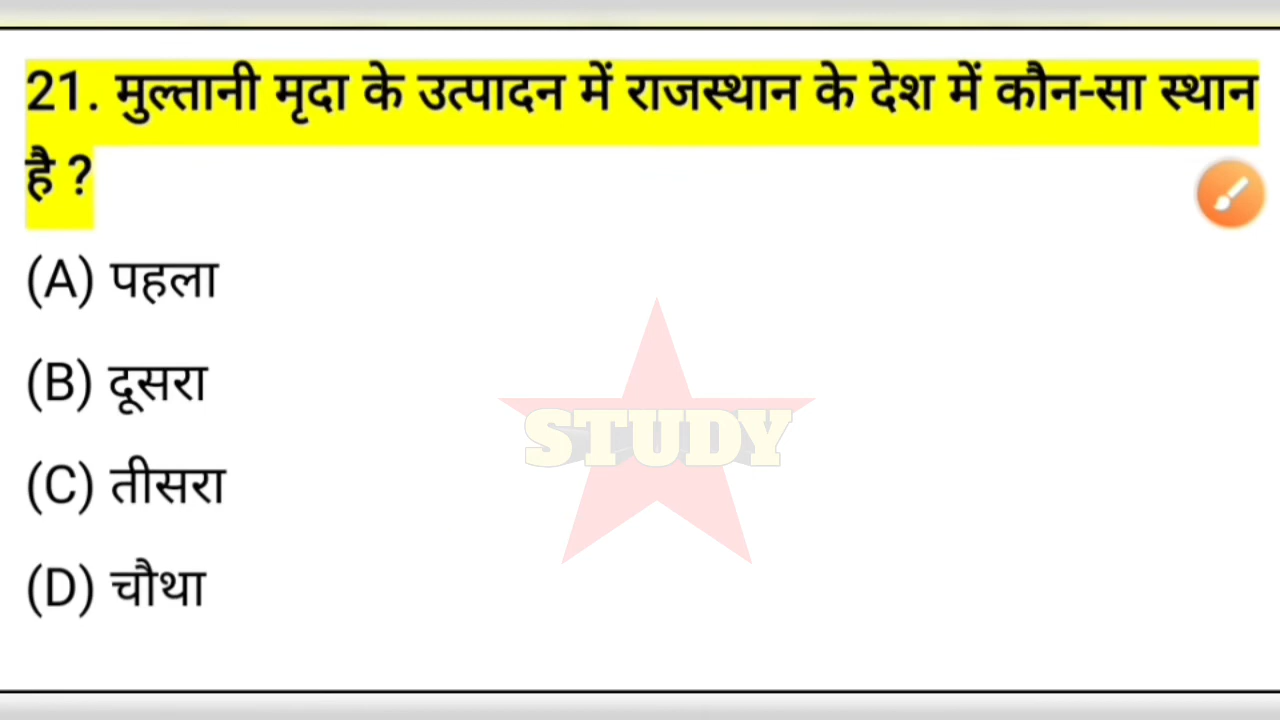 21. मुल्तानी मृदा के उत्पादन में राजस्थान के देश में कौन-सा स्थान
है ?
(A) पहला
(B) दूसरा
(C) तीसरा
(D) चौथा
STUDY